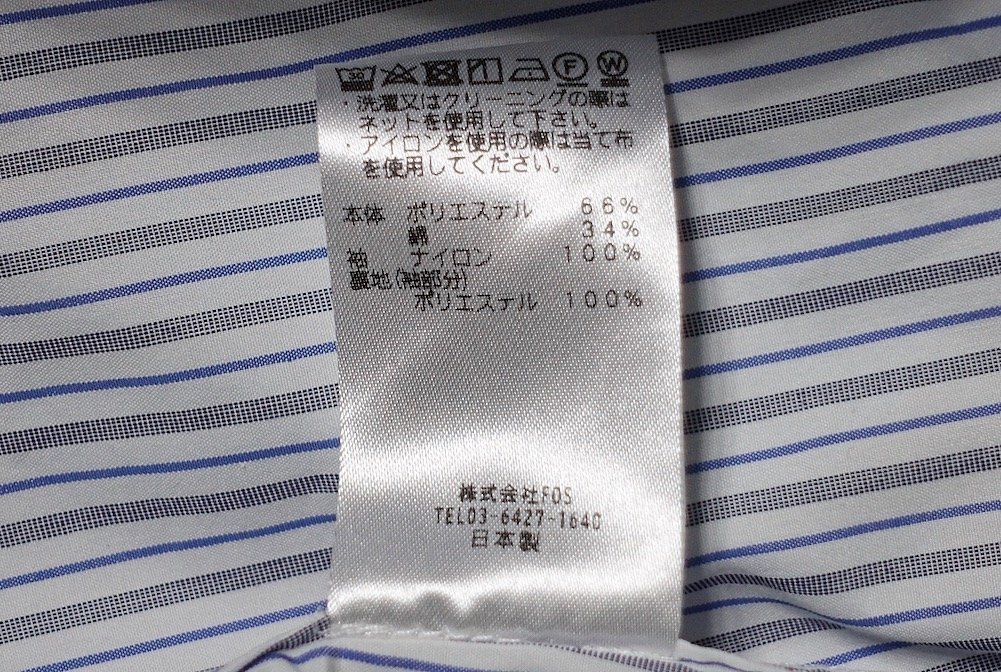 30 F W
・洗濯又はクリーニングの際は
ネットを使用して下さい。
・アイロンを使用の際は当て布
を使用してください。
本体 ポリエステル 66%
綿 34%
袖 ナイロン 100%
裏地(袖部分)
ポリエステル 100%
株式会社FOS
TEL03-6427-1640
日本製